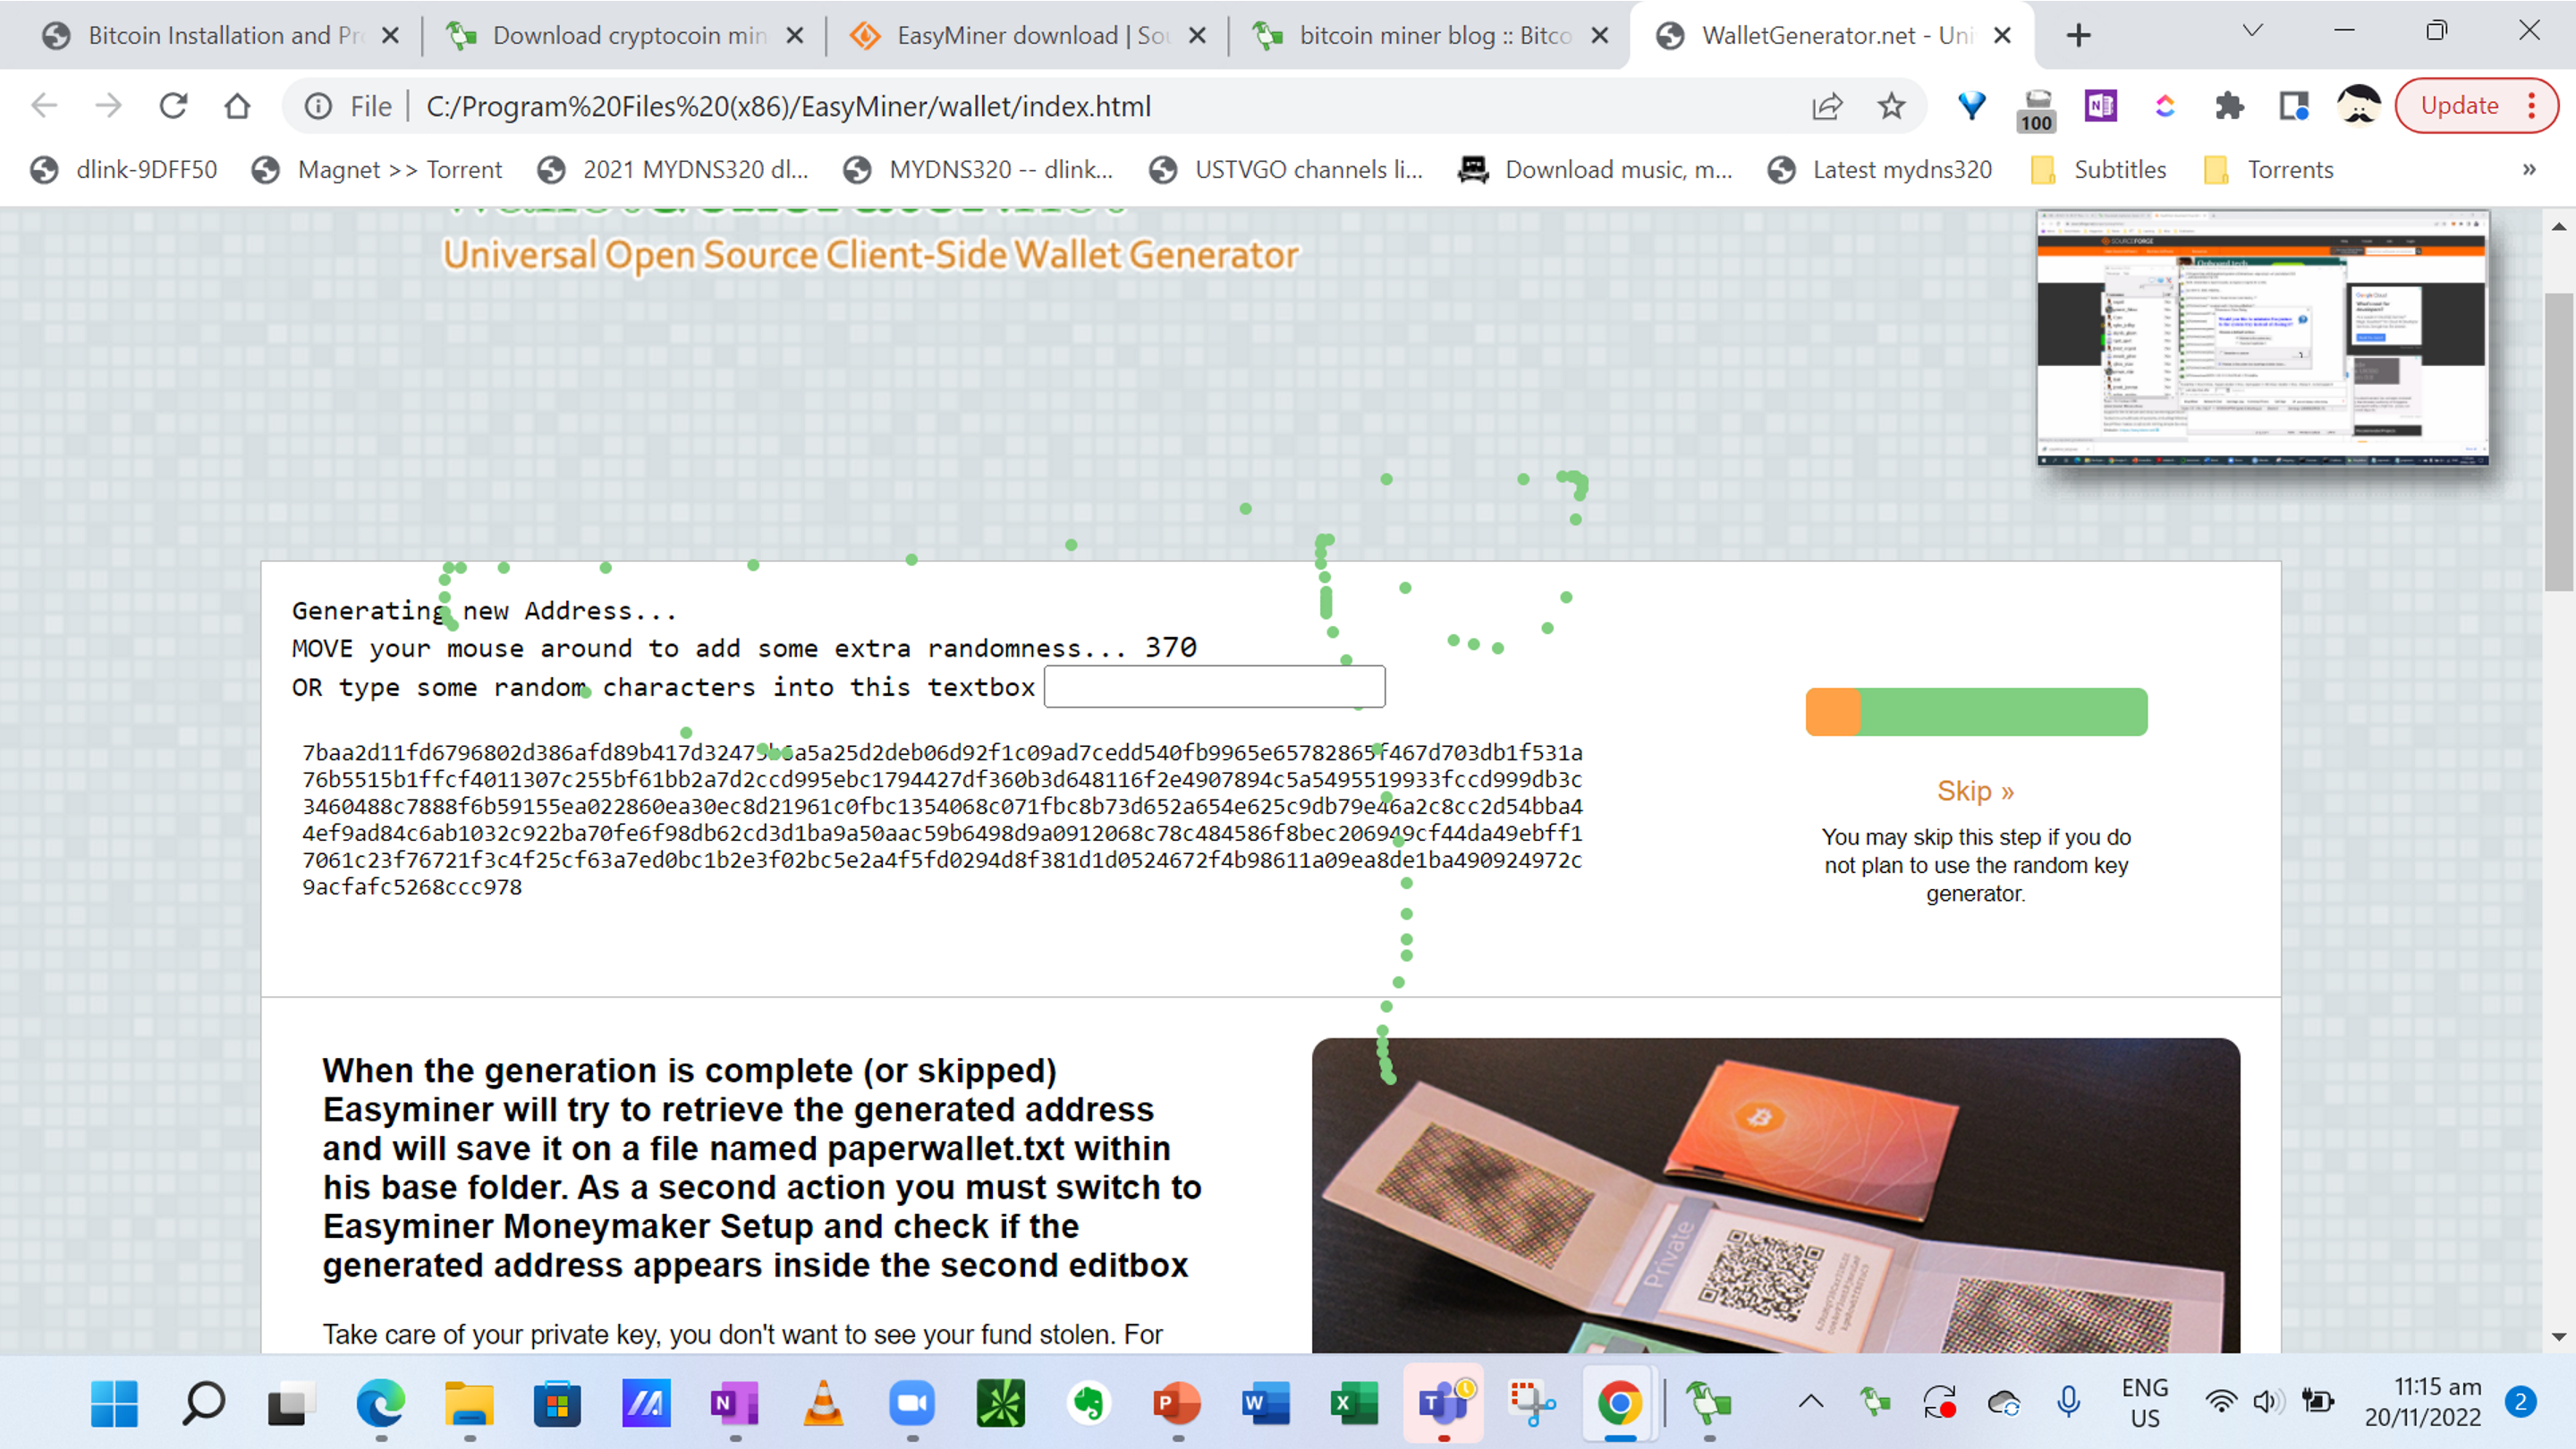 Bitcoin Installation and Pr
Download cryptocoin min
EasyMiner download | Sou
bitcoin miner blog :: Bitco
WalletGenerator.net - Uni
File
C:/Program%20Files%20(x86)/EasyMiner/wallet/index.html
100
Update
dlink-9DFF50
Magnet >> Torrent
2021 MYDNS320 dl...
MYDNS320 -- dlink...
USTVGO channels li...
Download music, m...
Latest mydns320
Subtitles
Torrents
»
Universal Open Source Client-Side Wallet Generator
Generating new Address...
MOVE your mouse around to add some extra randomness... 370
OR type some random characters into this textbox
76b5515b1ffcf4011307c255bf61bb2a7d2ccd995ebc1794427df360b3d648116f2e4907894c5a5495519933fccd999db3c
3460488c7888f6b59155ea022860ea30ec8d21961c0fbc1354068c071fbc8b73d652a654e625c9db79e46a2c8cc2d54bba4
4ef9ad84c6ab1032c922ba70fe6f98db62cd3d1ba9a50aac59b6498d9a0912068c78c484586f8bec206949cf44da49ebff1
7061c23f76721f3c4f25cf63a7ed0bc1b2e3f02bc5e2a4f5fd0294d8f381d1d0524672f4b98611a09ea8de1ba490924972c
9acfafc5268ccc978
Skip »
You may skip this step if you do
not plan to use the random key
generator.
When the generation is complete (or skipped)
Easyminer will try to retrieve the generated address
and will save it on a file named paperwallet.txt within
his base folder. As a second action you must switch to
Easyminer Moneymaker Setup and check if the
generated address appears inside the second editbox
Take care of your private key, you don't want to see your fund stolen. For
Private
ENG
US
11:15 am
20/11/2022
2